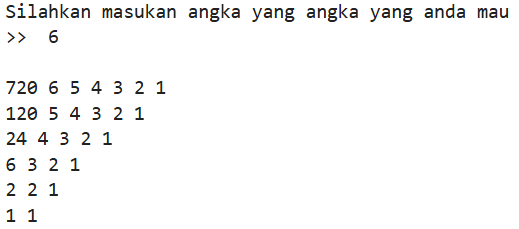 Silahkan masukan angka yang angka yang anda mau
>> 6
720 6 5 4 3 2 1
120 5 4 3 2 1
24 4 3 2 1
6 3 2 1
2 2 1
1 1